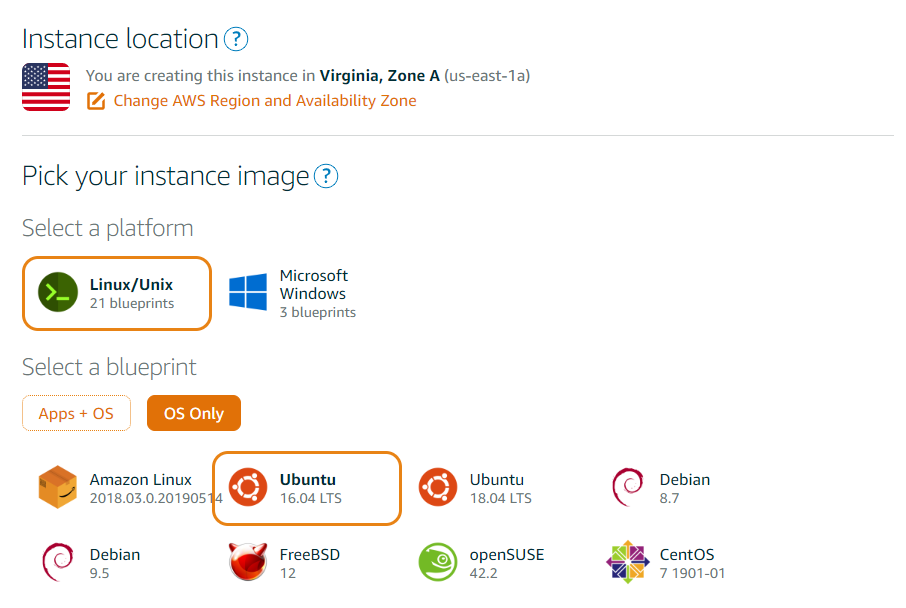 Instance location ?
You are creating this instance in Virginia, Zone A (us-east-1a)
Change AWS Region and Availability Zone
Pick your instance image ?
Select a platform
Linux/Unix
21 blueprints
Microsoft
Windows
3 blueprints
Select a blueprint
Apps + OS
OS Only
Amazon Linux
2018.03.0.20190514
Ubuntu
16.04 LTS
Ubuntu
18.04 LTS
Debian
8.7
Debian
9.5
FreeBSD
12
openSUSE
42.2
CentOS
7 1901-01